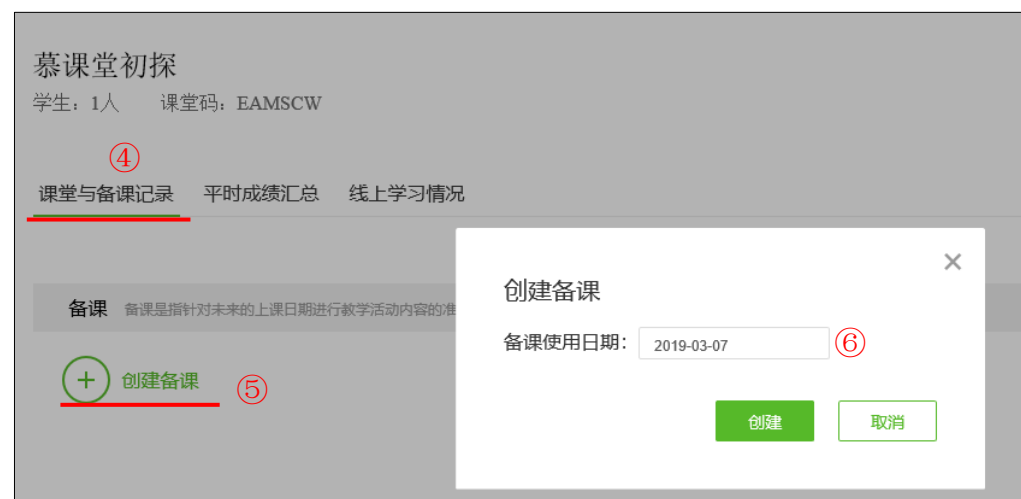 慕课堂初探
学生：1人 课堂码：EAMSCW
④
课堂与备课记录 平时成绩汇总 线上学习情况
备课 备课是指针对未来的上课日期进行教学活动内容的准
创建备课 ⑤
创建备课
备课使用日期： 2019-03-07 ⑥
创建 取消